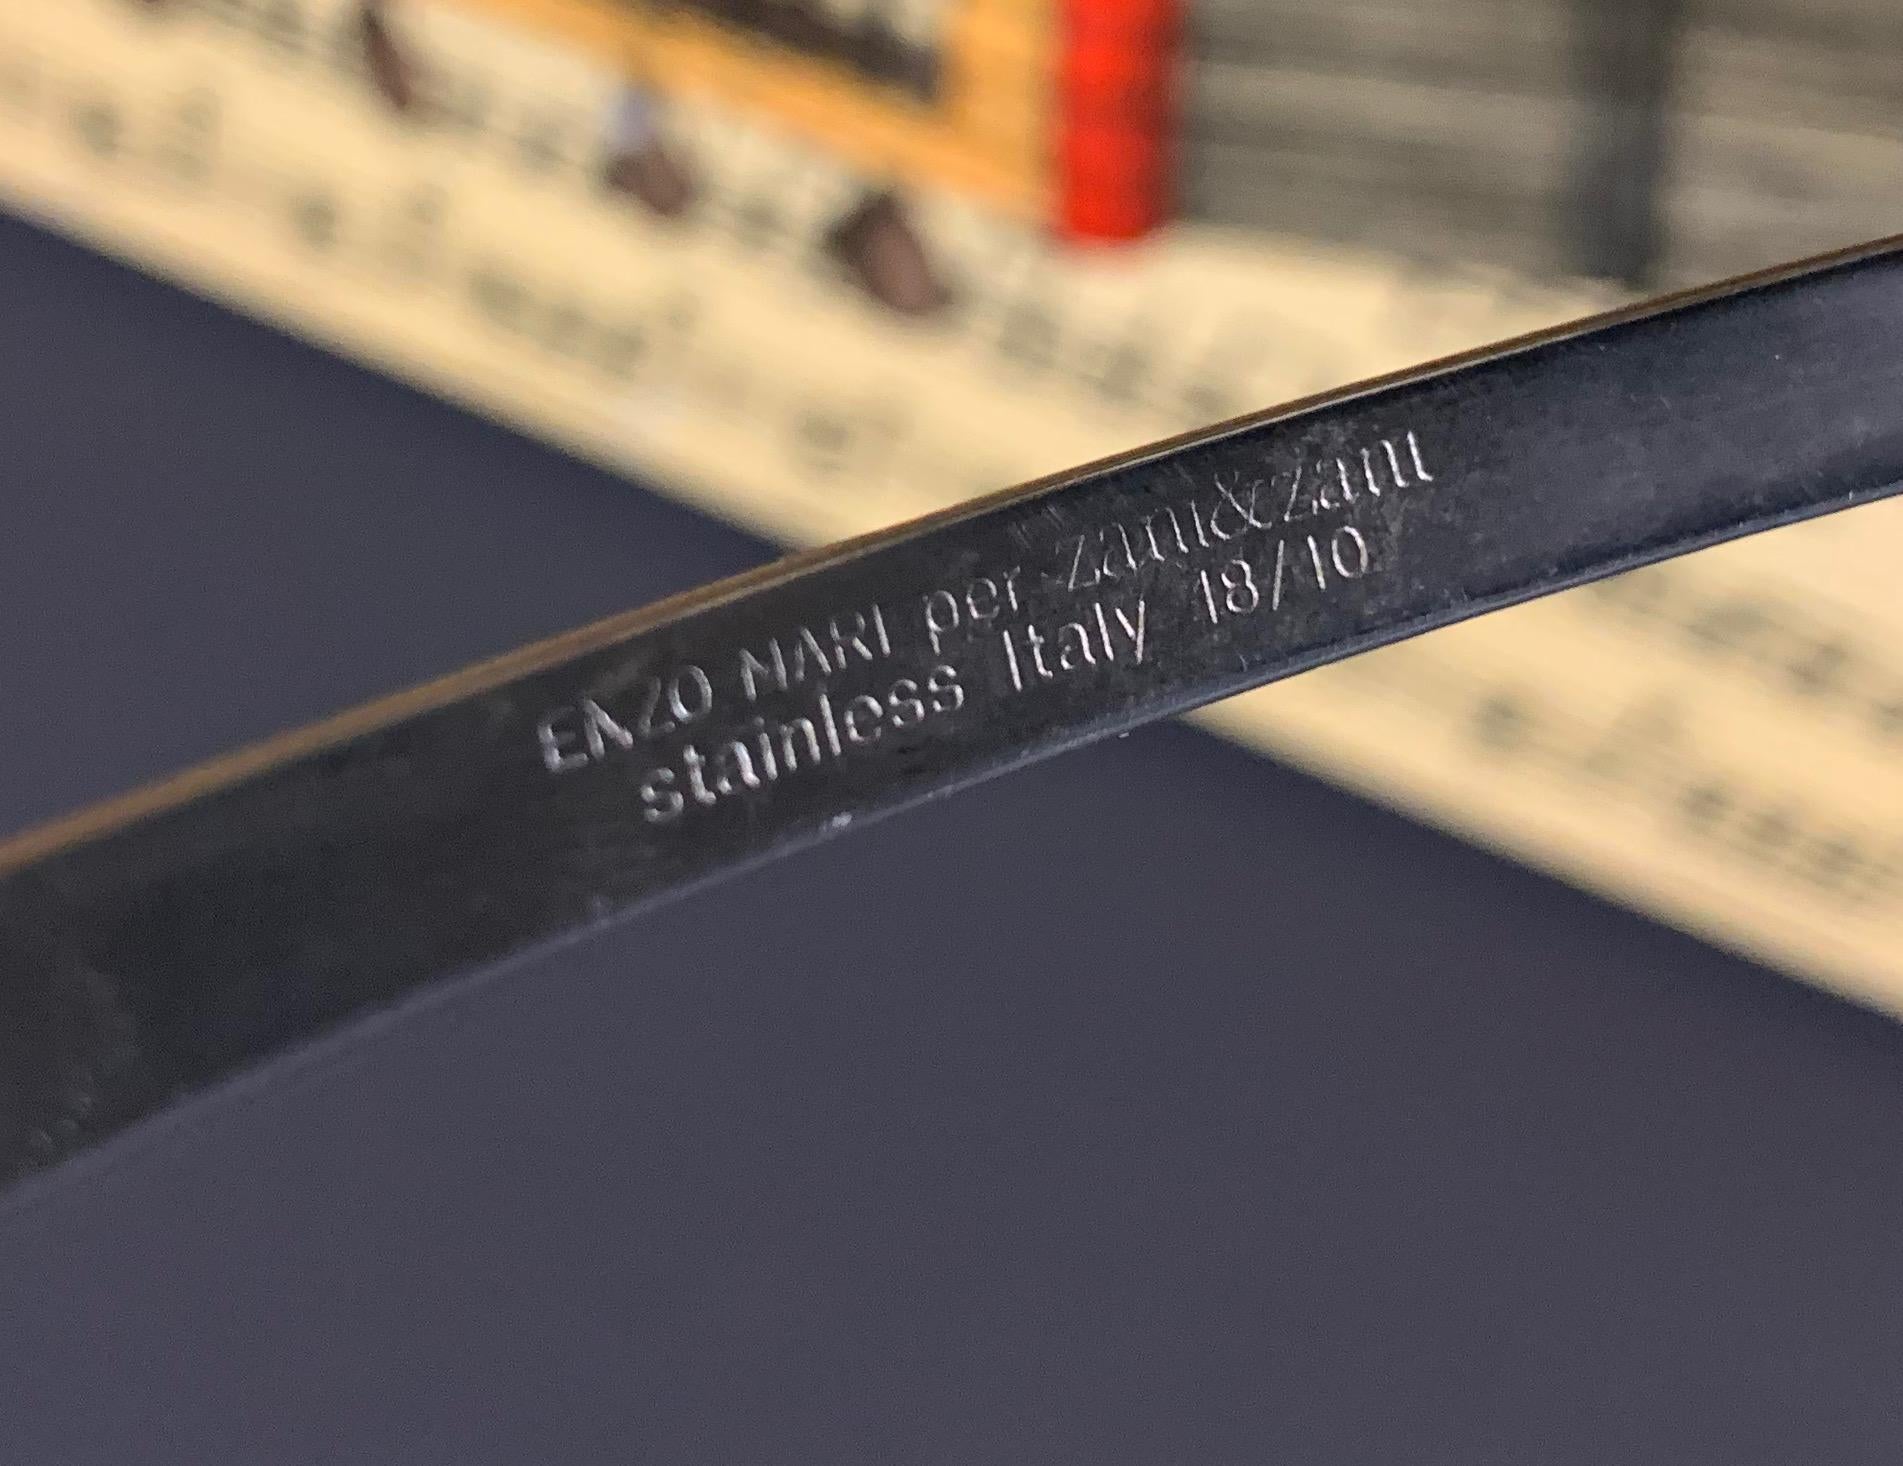 ENZO MARI per zani&zani
stainless Italy 18/10